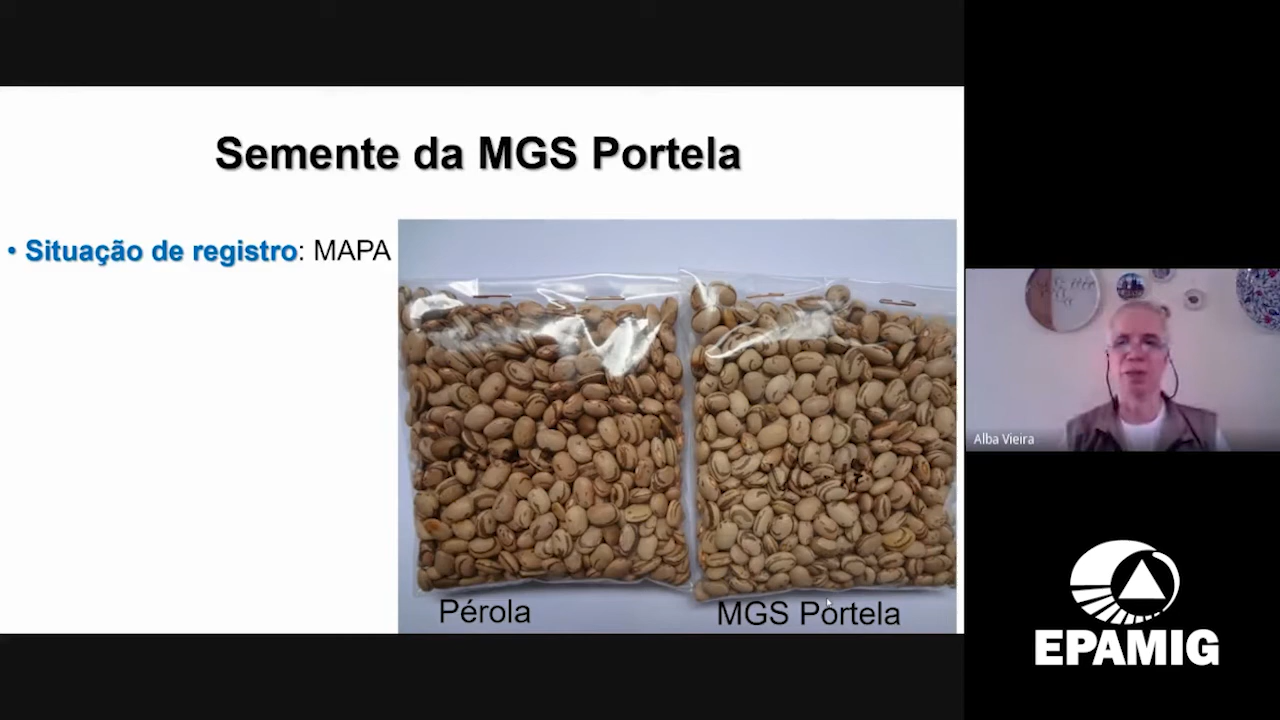 Semente da MGS Portela
• Situação de registro: MAPA
Pérola
MGS Portela
Alba Vieira
EPAMIG